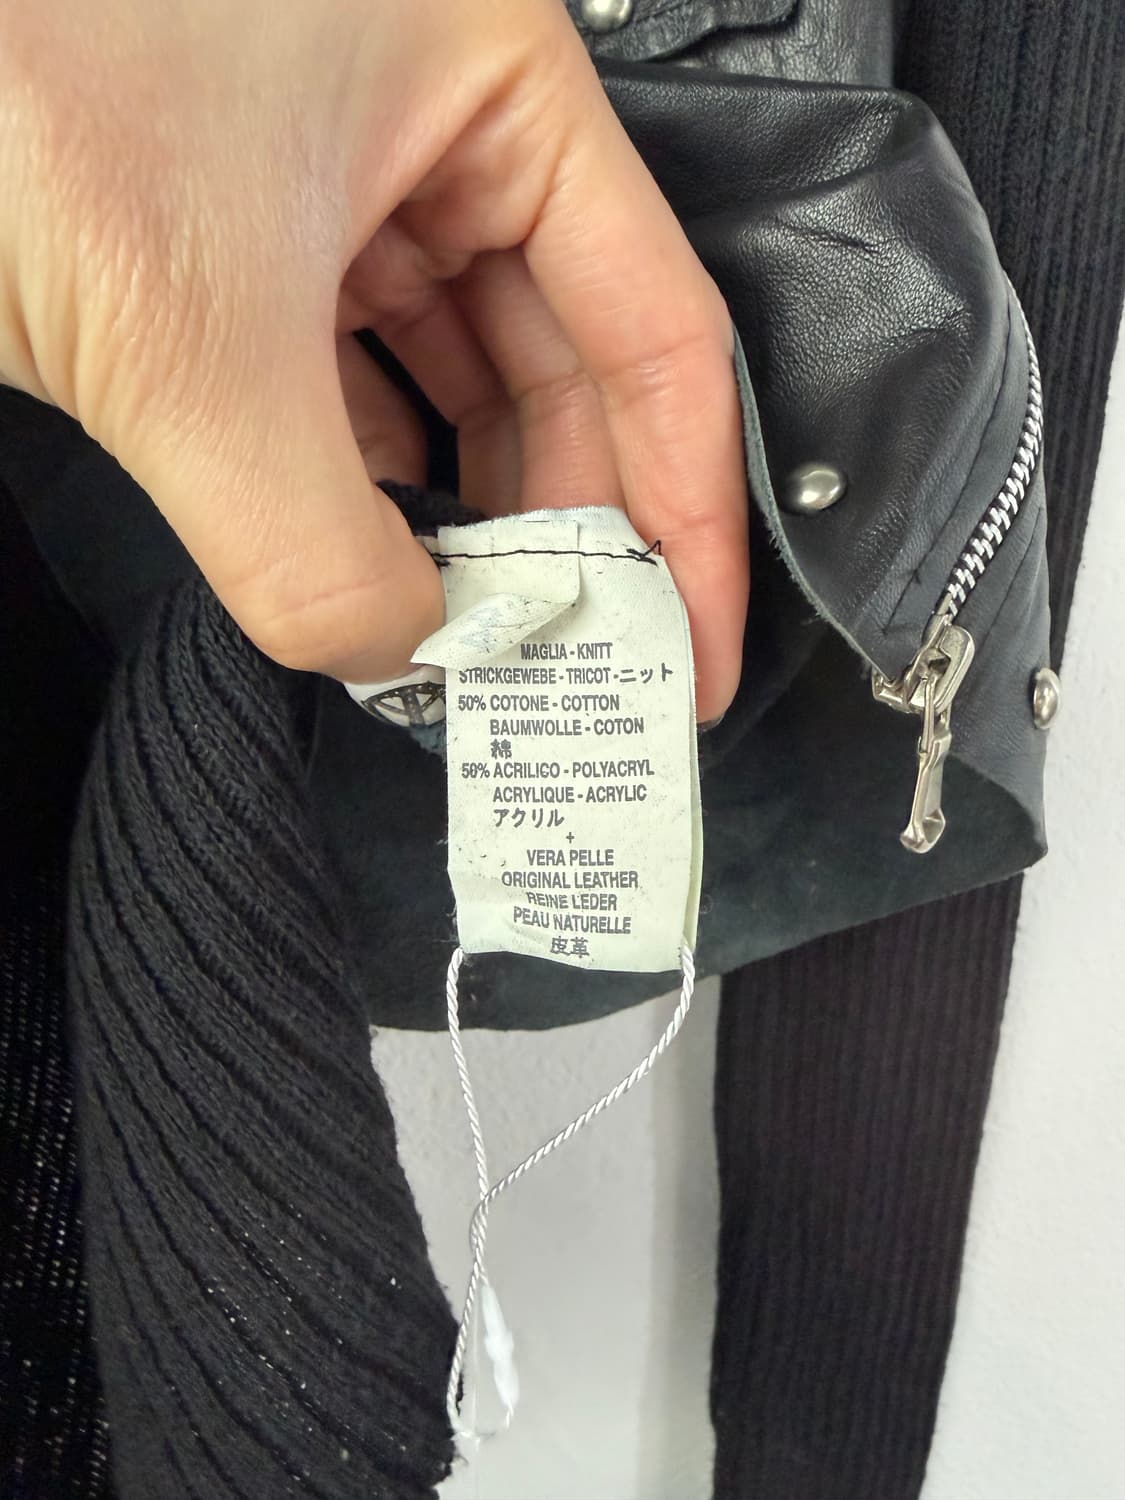 MAGLIA - KNITT
STRICKGEWEBE - TRICOT -ニット
50% COTONE - COTTON
BAUMWOLLE - COTON
綿
50% ACRILICO - POLYACRYL
ACRYLIQUE - ACRYLIC
アクリル
+
VERA PELLE
ORIGINAL LEATHER
REINE LEDER
PEAU NATURELLE
皮革